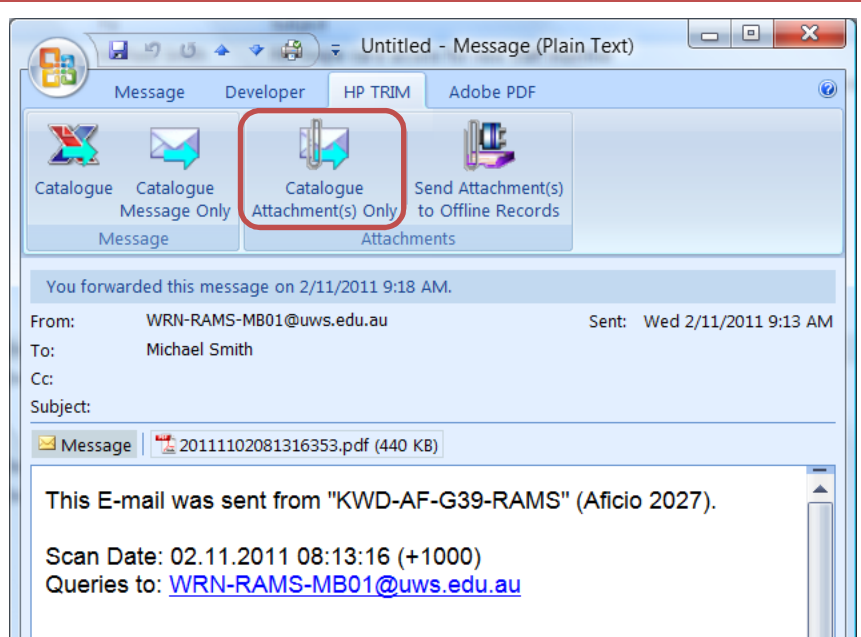 Untitled - Message (Plain Text)
Message Developer HP TRIM Adobe PDF
Catalogue
Catalogue Message Only
Catalogue Attachment(s) Only
Send Attachment(s) to Offline Records
Message Attachments
You forwarded this message on 2/11/2011 9:18 AM.
From: WRN-RAMS-MB01@uws.edu.au Sent: Wed 2/11/2011 9:13 AM
To: Michael Smith
Cc:
Subject:
Message 20111102081316353.pdf (440 KB)
This E-mail was sent from "KWD-AF-G39-RAMS" (Aficio 2027).
Scan Date: 02.11.2011 08:13:16 (+1000)
Queries to: WRN-RAMS-MB01@uws.edu.au